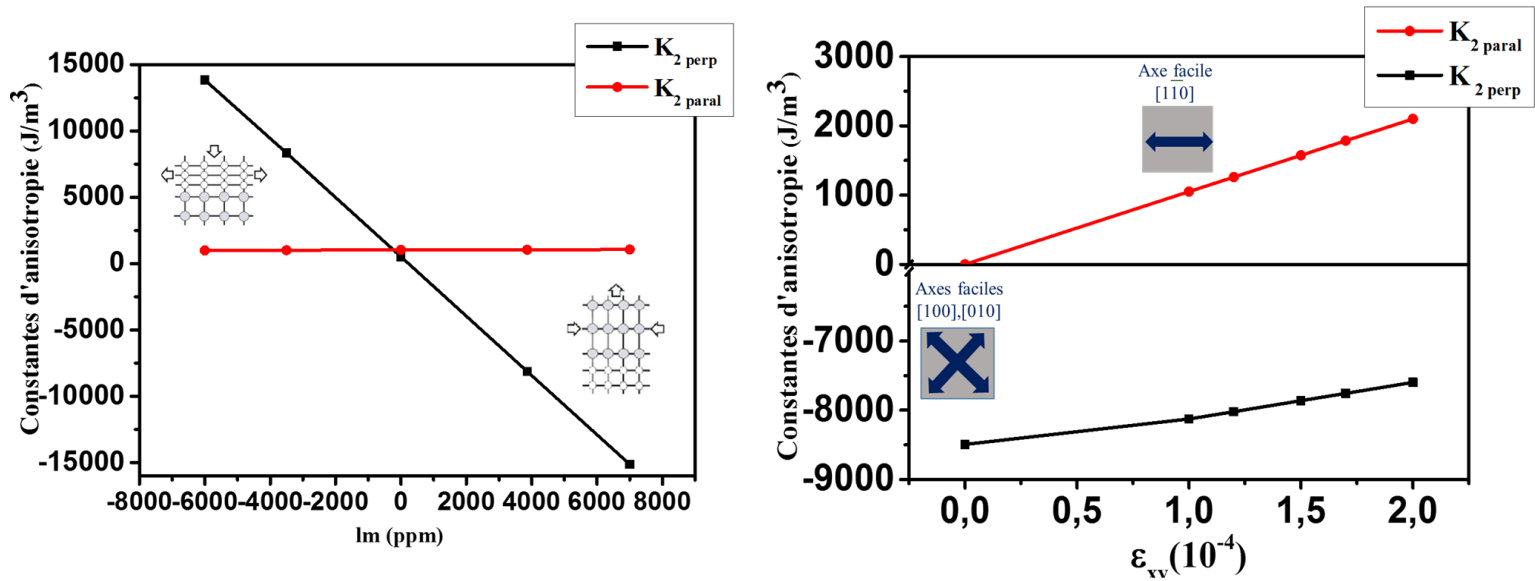 Constantes d'anisotropie (J/m³)
15000
10000
5000
0
-5000
-10000
-15000
-8000 -6000 -4000 -2000 0 2000 4000 6000 8000
lm (ppm)
K2 perp
K2 paral
Constantes d'anisotropie (J/m³)
3000
2000
1000
0
-7000
-8000
-9000
0,0 0,5 1,0 1,5 2,0
εxy(10⁻⁴)
K2 paral
K2 perp
Axe facile
[11̅0]
Axes faciles
[100],[010]